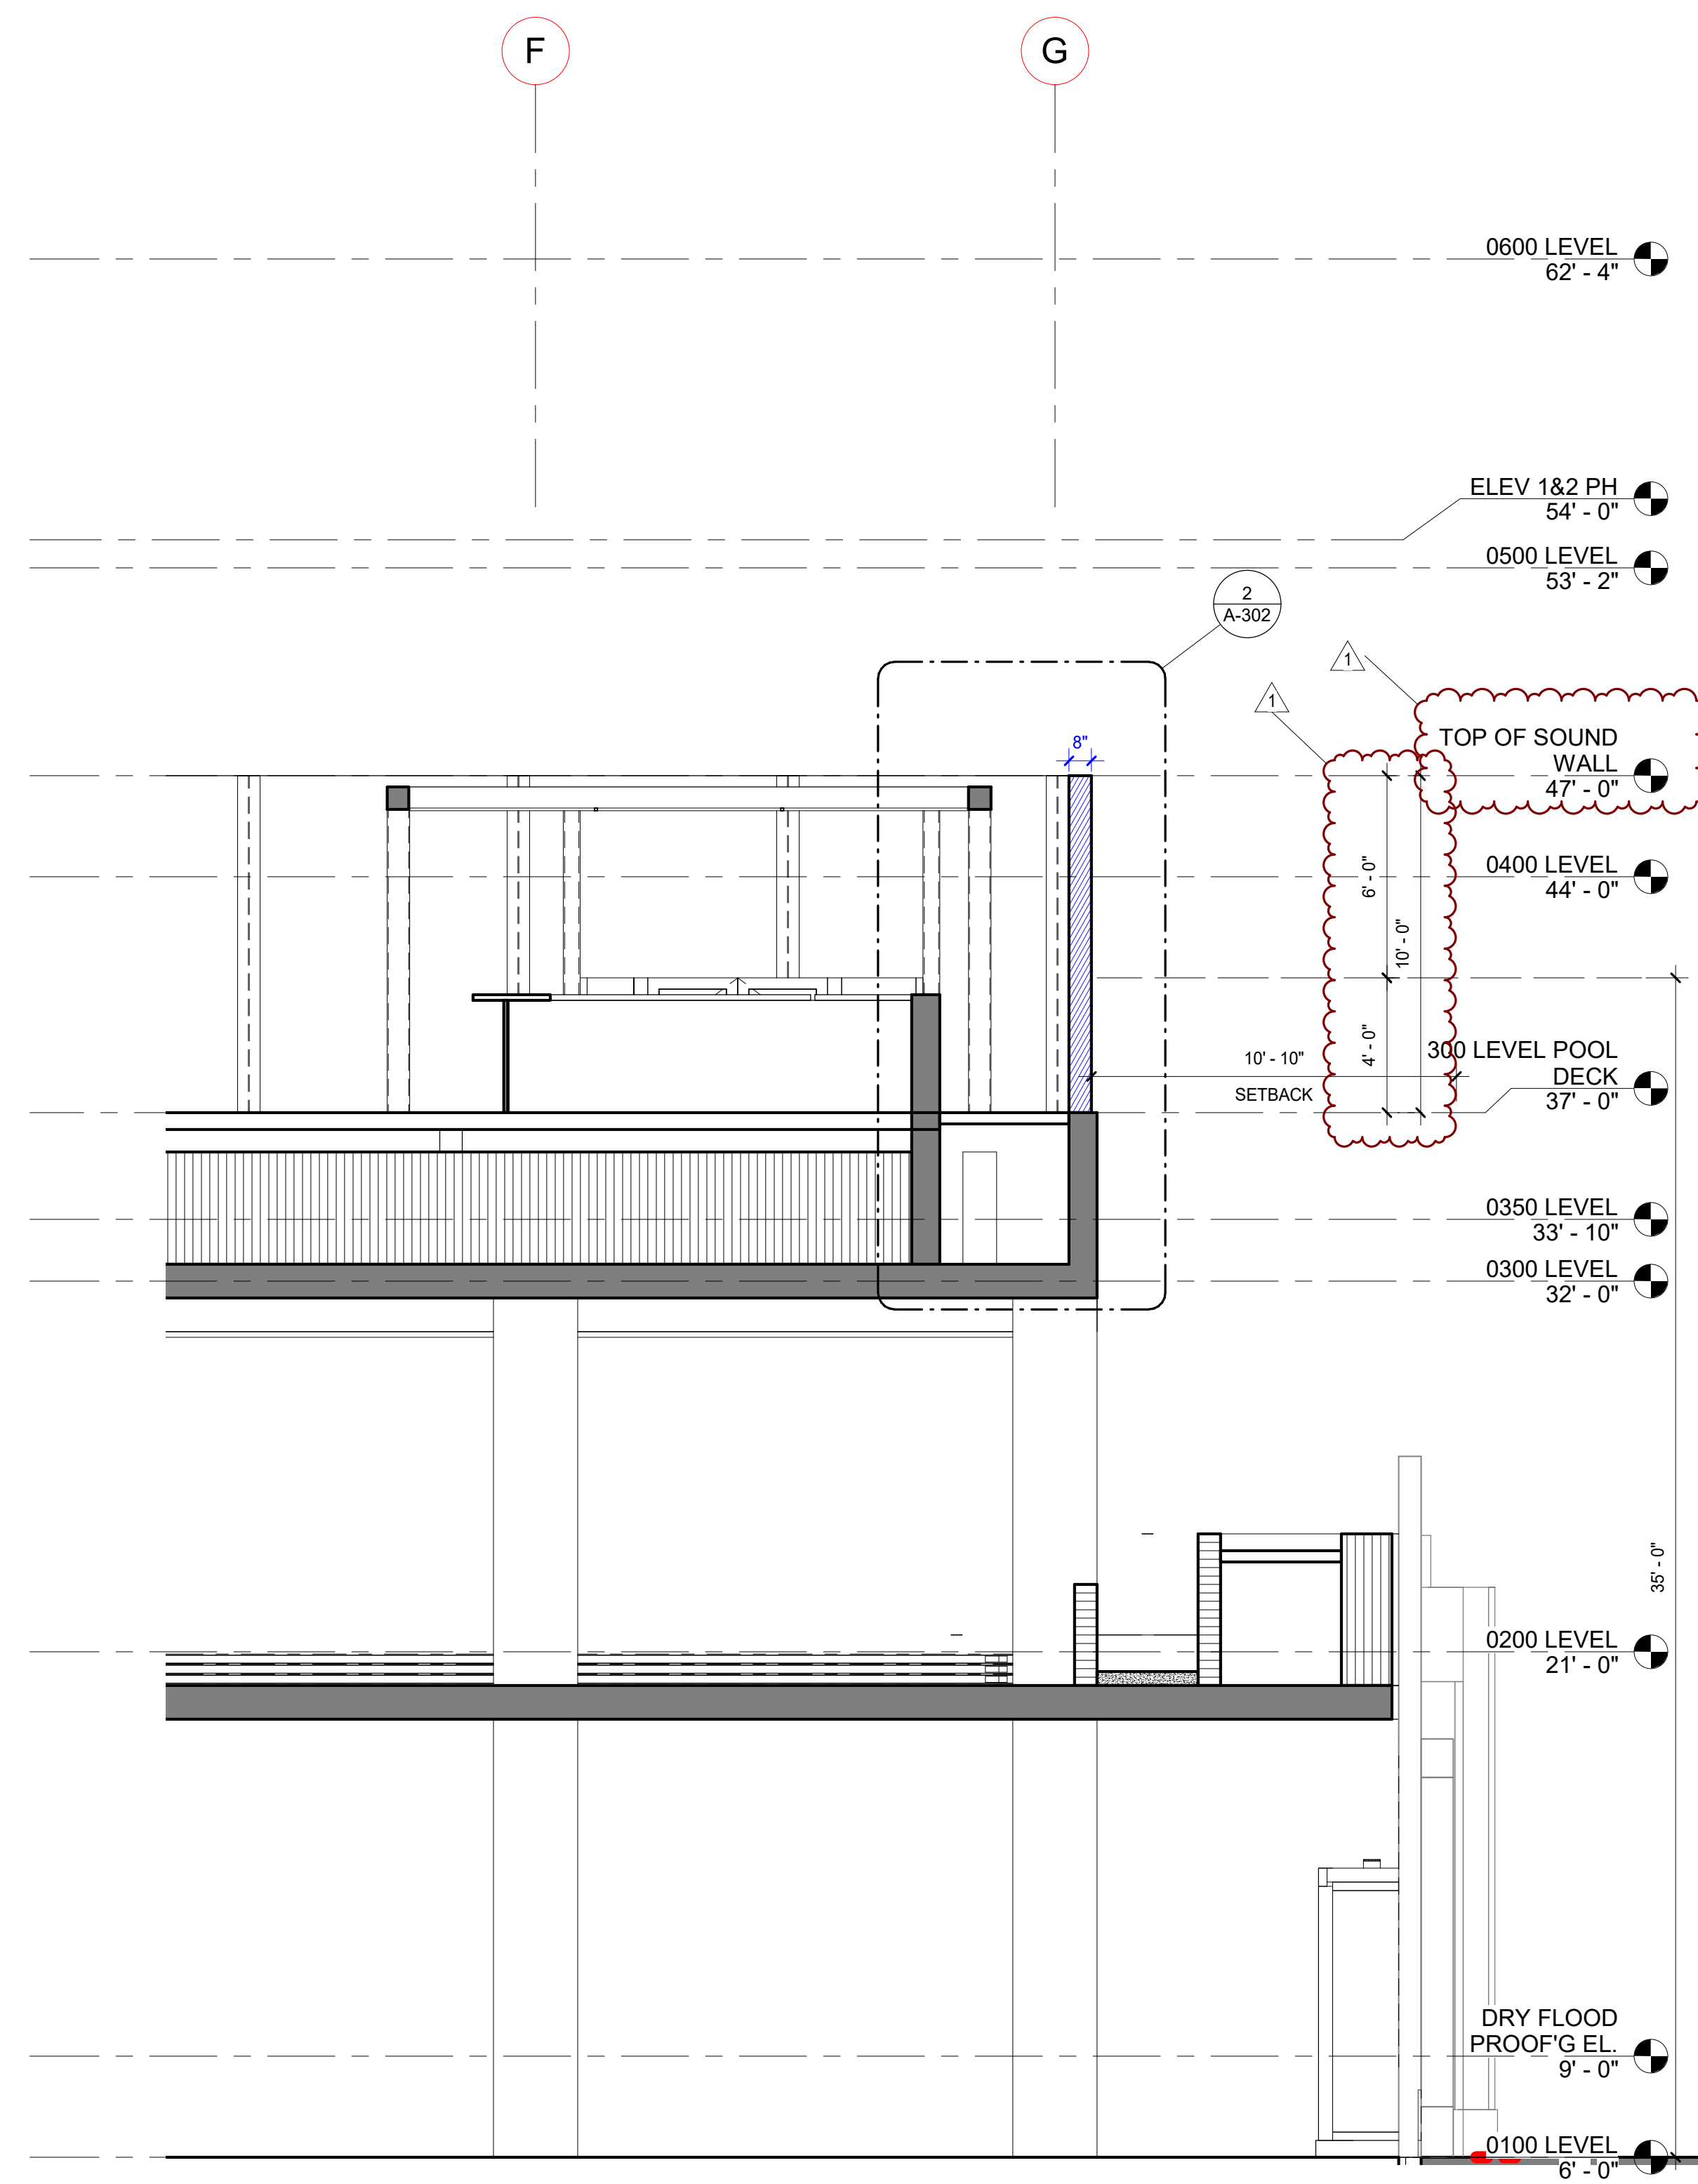 F
G
0600 LEVEL
62' - 4"
ELEV 1&2 PH
54' - 0"
0500 LEVEL
53' - 2"
2
A-302
1
1
TOP OF SOUND
WALL
47' - 0"
8"
0400 LEVEL
44' - 0"
6' - 0"
10' - 0"
4' - 0"
10' - 10"
SETBACK
300 LEVEL POOL
DECK
37' - 0"
0350 LEVEL
33' - 10"
0300 LEVEL
32' - 0"
35' - 0"
0200 LEVEL
21' - 0"
DRY FLOOD
PROOF'G EL.
9' - 0"
0100 LEVEL
6' - 0"